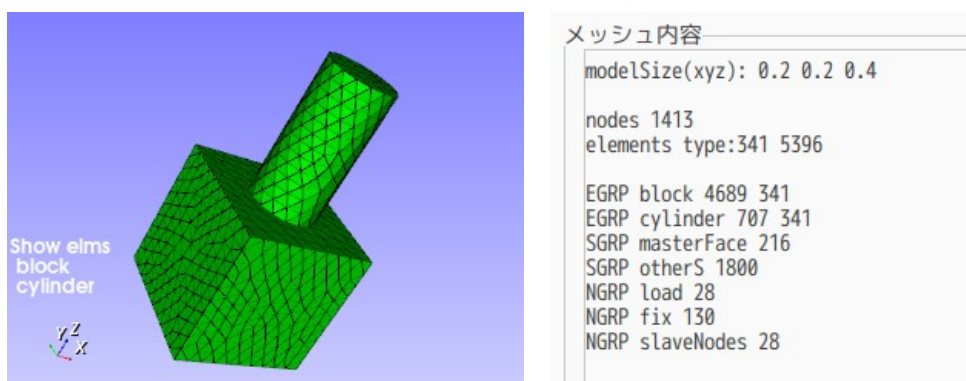 Show elms
block
cylinder
Y Z
X
メッシュ内容
modelSize(xyz): 0.2 0.2 0.4
nodes 1413
elements type:341 5396
EGRP block 4689 341
EGRP cylinder 707 341
SGRP masterFace 216
SGRP otherS 1800
NGRP load 28
NGRP fix 130
NGRP slaveNodes 28